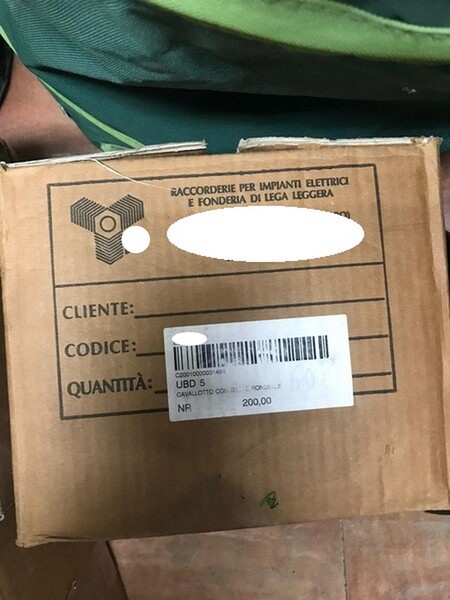 RACCORDERIE PER IMPIANTI ELETTRICI
E FONDERIA DI LEGA LEGGERA
CLIENTE:
CODICE:
QUANTITÀ:
UBD 5
CAVALLOTTO
NR 200,00